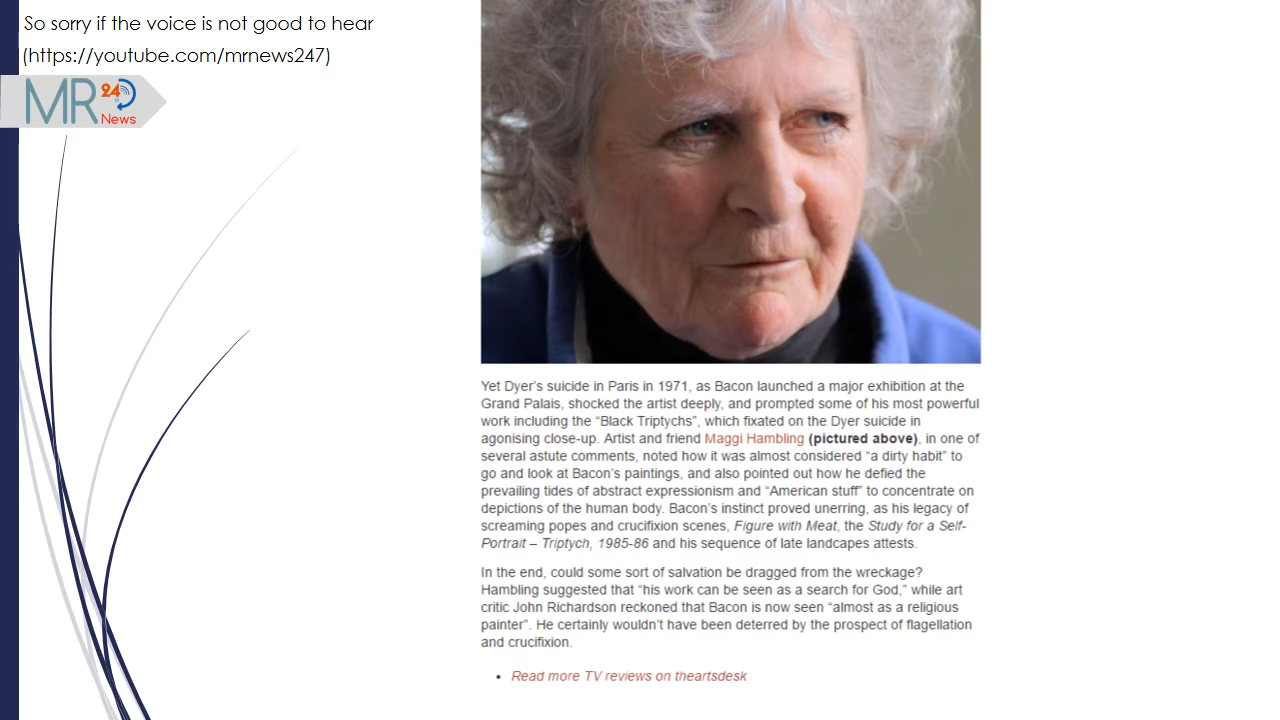 So sorry if the voice is not good to hear
(https://youtube.com/mrnews247)
MR 24 News
Yet Dyer's suicide in Paris in 1971, as Bacon launched a major exhibition at the
Grand Palais, shocked the artist deeply, and prompted some of his most powerful
work including the “Black Triptychs”, which fixated on the Dyer suicide in
agonising close-up. Artist and friend Maggi Hambling (pictured above), in one of
several astute comments, noted how it was almost considered “a dirty habit” to
go and look at Bacon's paintings, and also pointed out how he defied the
prevailing tides of abstract expressionism and “American stuff” to concentrate on
depictions of the human body. Bacon's instinct proved unerring, as his legacy of
screaming popes and crucifixion scenes, Figure with Meat, the Study for a Self-
Portrait – Triptych, 1985-86 and his sequence of late landcapes attests.
In the end, could some sort of salvation be dragged from the wreckage?
Hambling suggested that “his work can be seen as a search for God,” while art
critic John Richardson reckoned that Bacon is now seen “almost as a religious
painter”. He certainly wouldn't have been deterred by the prospect of flagellation
and crucifixion.
• Read more TV reviews on theartsdesk